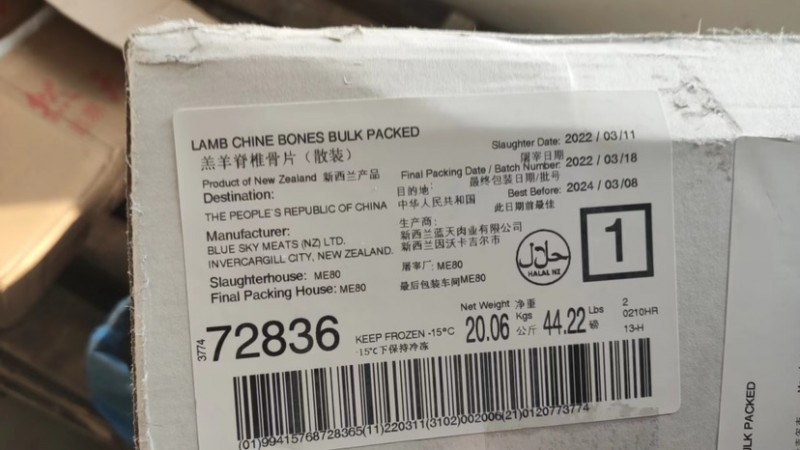 LAMB CHINE BONES BULK PACKED
羔羊脊椎骨片（散装）
Product of New Zealand 新西兰产品
Destination:
THE PEOPLE'S REPUBLIC OF CHINA
目的地:
中华人民共和国
Manufacturer:
BLUE SKY MEATS (NZ) LTD.
INVERCARGILL CITY, NEW ZEALAND.
生产商:
新西兰蓝天肉业有限公司
新西兰因沃卡吉尔市
Slaughterhouse: ME80
屠宰厂: ME80
Final Packing House: ME80
最后包装车间ME80
Slaughter Date: 2022 / 03/11
屠宰日期
Final Packing Date / Batch Number: 2022 / 03/18
最终包装日期/批号
Best Before: 2024 / 03/08
此日期前最佳
حلال
HALAL NZ
1
3774
72836
KEEP FROZEN -15°C
-15℃下保持冷冻
Net Weight 净重
20.06 Kgs 公斤 44.22 Lbs 磅
2
0210HR
13-H
(01)99415768728365(11)220311(3102)002006(21)0120773774
LK PACKED